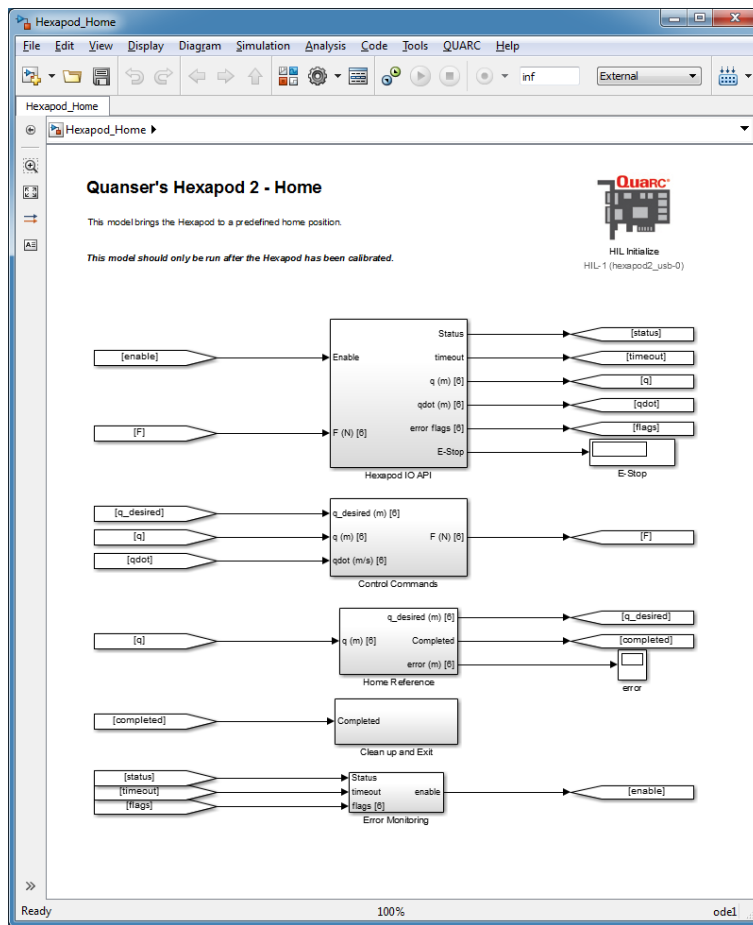 Hexapod_Home
File Edit View Display Diagram Simulation Analysis Code Tools QUARC Help
inf
External
Hexapod_Home
Hexapod_Home
Quanser's Hexapod 2 - Home
This model brings the Hexapod to a predefined home position.
This model should only be run after the Hexapod has been calibrated.
QUARC
HIL Initialize
HIL-1 (hexapod2_usb-0)
[enable]
[F]
Enable
F (N) [6]
Status
timeout
q (m) [6]
qdot (m) [6]
error flags [6]
E-Stop
Hexapod IO API
[status]
[timeout]
[q]
[qdot]
[flags]
E-Stop
[q_desired]
[q]
[qdot]
q_desired (m) [6]
q (m) [6]
qdot (m/s) [6]
F (N) [6]
Control Commands
[F]
[q]
q (m) [6]
q_desired (m) [6]
Completed
error (m) [6]
Home Reference
[q_desired]
[completed]
error
[completed]
Completed
Clean up and Exit
[status]
[timeout]
[flags]
Status
timeout
flags [6]
enable
Error Monitoring
[enable]
Ready
100%
ode1